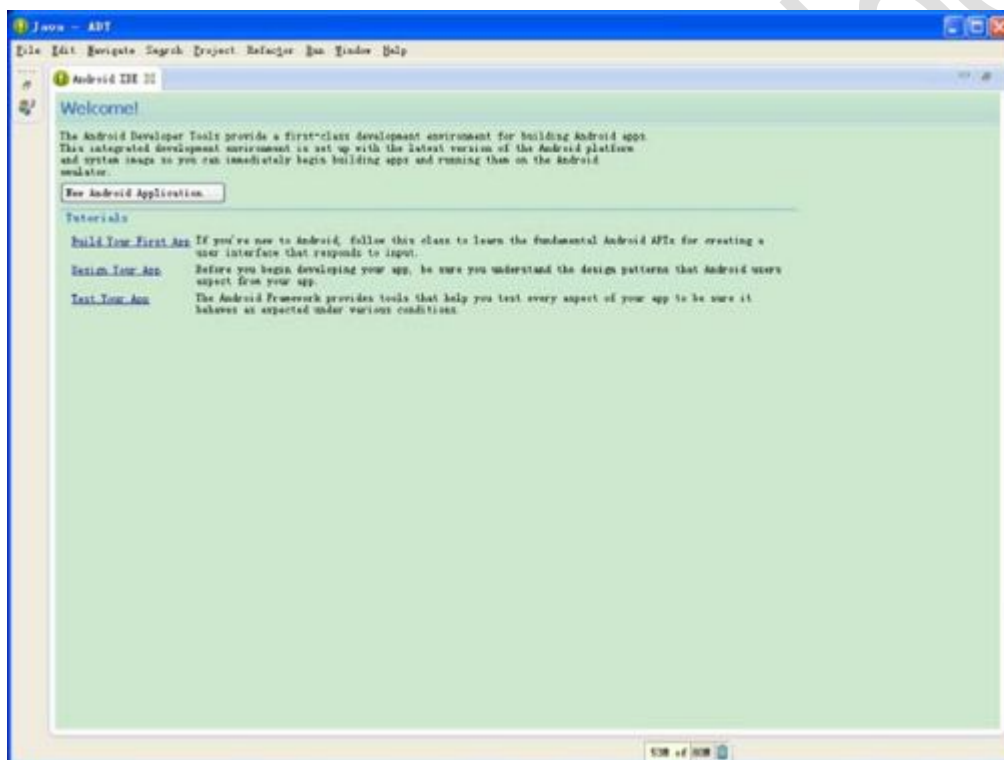 Java - ADT
File Edit Navigate Search Project Refactor Run Window Help
Android IDE
Welcome!
The Android Developer Tools provide a first-class development environment for building Android apps.
This integrated development environment is set up with the latest version of the Android platform
and system image so you can immediately begin building apps and running them on the Android
emulator.
New Android Application...
Tutorials
Build Your First App If you're new to Android, follow this class to learn the fundamental Android APIs for creating a
user interface that responds to input.
Design Your App Before you begin developing your app, be sure you understand the design patterns that Android users
expect from your app.
Test Your App The Android Framework provides tools that help you test every aspect of your app to be sure it
behaves as expected under various conditions.
of